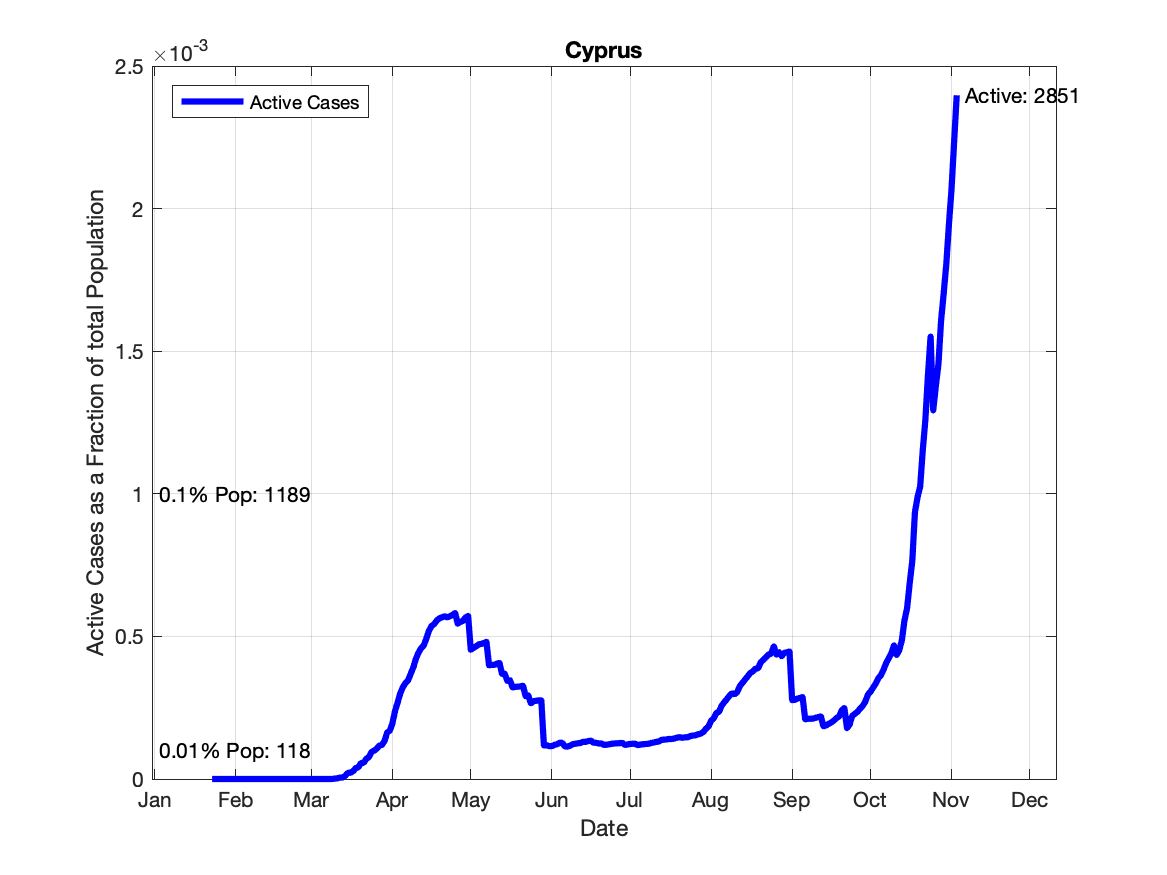 Cyprus
×10-3
2.5
2
1.5
1
0.5
0
Active Cases
Active: 2851
0.1% Pop: 1189
0.01% Pop: 118
Active Cases as a Fraction of total Population
Jan Feb Mar Apr May Jun Jul Aug Sep Oct Nov Dec
Date